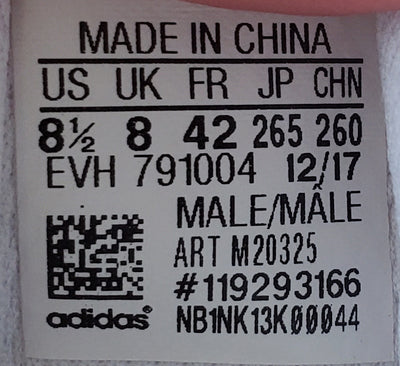 MADE IN CHINA
US UK FR JP CHN
8½ 8 42 265 260
EVH 791004 12/17
MALE/MÂLE
ART M20325
#119293166
adidas® NB1NK13K00044